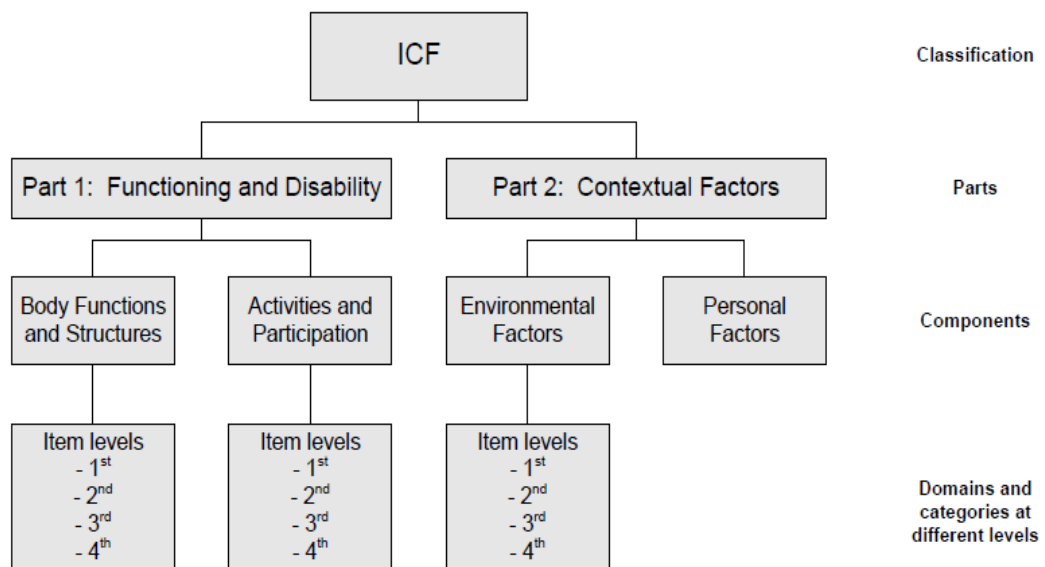 ICF
Classification
Part 1: Functioning and Disability
Part 2: Contextual Factors
Parts
Body Functions
and Structures
Activities and
Participation
Environmental
Factors
Personal
Factors
Components
Item levels
- 1st
- 2nd
- 3rd
- 4th
Item levels
- 1st
- 2nd
- 3rd
- 4th
Item levels
- 1st
- 2nd
- 3rd
- 4th
Domains and
categories at
different levels